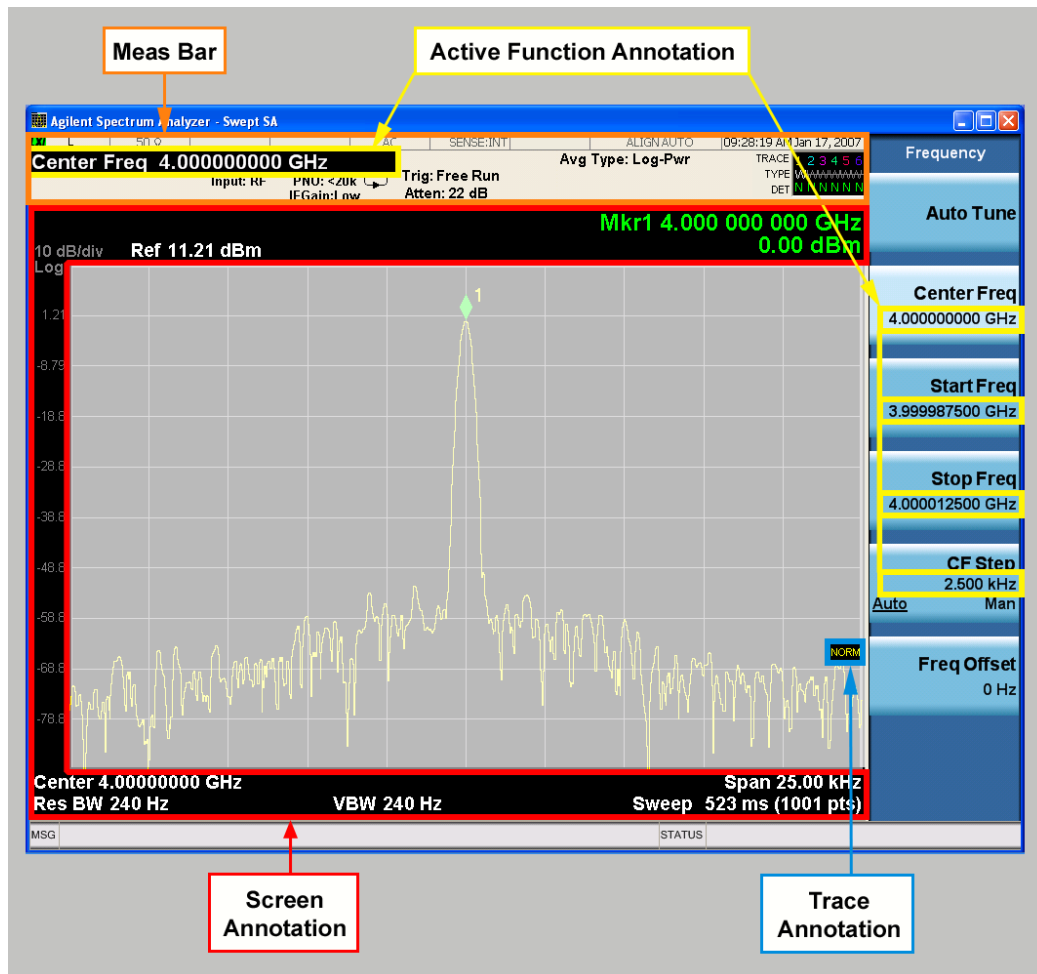 Meas Bar
Active Function Annotation
Agilent Spectrum Analyzer - Swept SA
L 50 Ω AC SENSE:INT ALIGN AUTO 09:28:19 AM Jan 17, 2007
Center Freq 4.000000000 GHz
Input: RF PNO: <20k IFGain:Low
Trig: Free Run
Atten: 22 dB
Avg Type: Log-Pwr
TRACE 1 2 3 4 5 6
TYPE
DET N N N N N N
Mkr1 4.000 000 000 GHz
0.00 dBm
10 dB/div Ref 11.21 dBm
Log
1
1.21
-8.79
-18.8
-28.8
-38.8
-48.8
-58.8
-68.8
-78.8
NORM
Center 4.00000000 GHz Span 25.00 kHz
Res BW 240 Hz VBW 240 Hz Sweep 523 ms (1001 pts)
MSG STATUS
Frequency
Auto Tune
Center Freq
4.000000000 GHz
Start Freq
3.999987500 GHz
Stop Freq
4.000012500 GHz
CF Step
2.500 kHz
Auto Man
Freq Offset
0 Hz
Screen
Annotation
Trace
Annotation